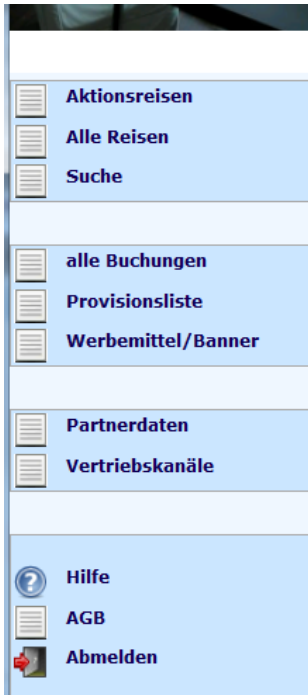 Aktionsreisen
Alle Reisen
Suche
alle Buchungen
Provisionsliste
Werbemittel/Banner
Partnerdaten
Vertriebskanäle
Hilfe
AGB
Abmelden